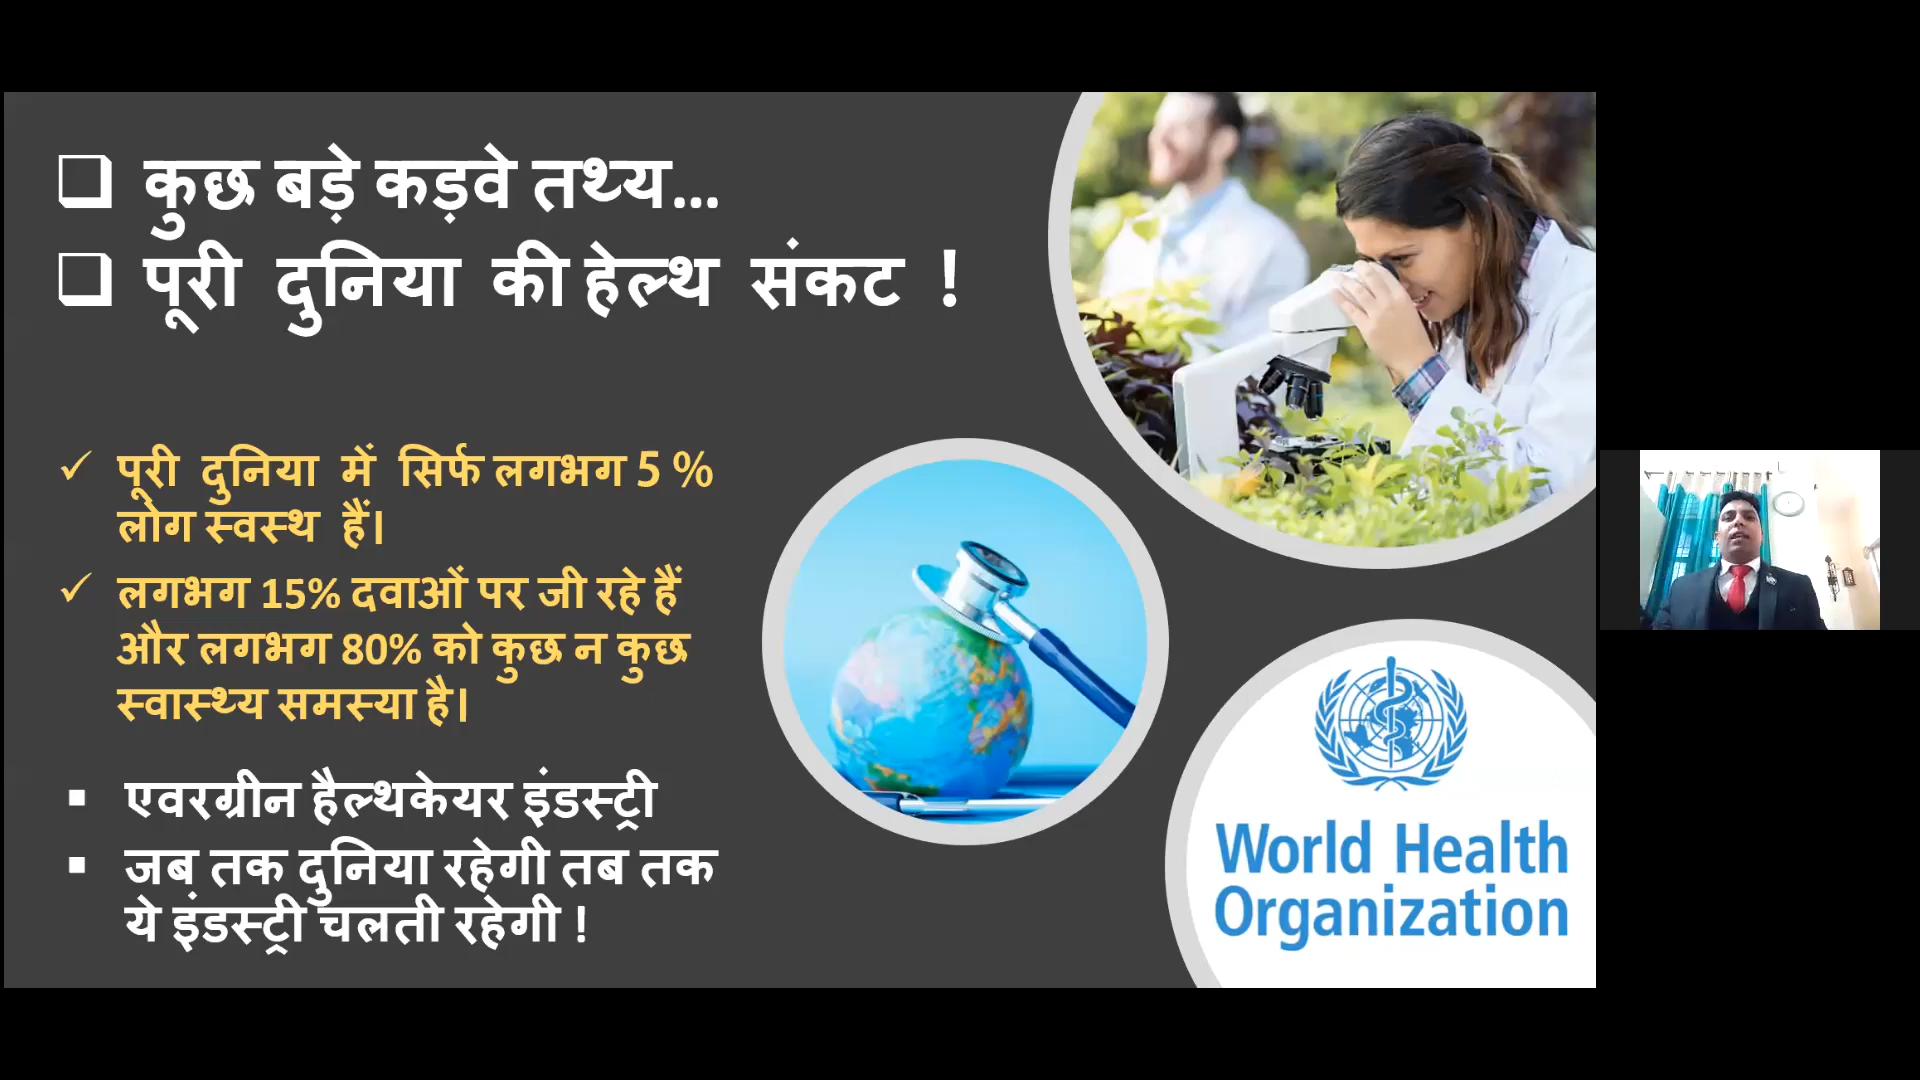 कुछ बड़े कड़वे तथ्य...
पूरी दुनिया की हेल्थ संकट !
पूरी दुनिया में सिर्फ लगभग 5 %
लोग स्वस्थ हैं।
लगभग 15% दवाओं पर जी रहे हैं
और लगभग 80% को कुछ न कुछ
स्वास्थ्य समस्या है।
एवरग्रीन हैल्थकेयर इंडस्ट्री
जब तक दुनिया रहेगी तब तक
ये इंडस्ट्री चलती रहेगी !
World Health
Organization